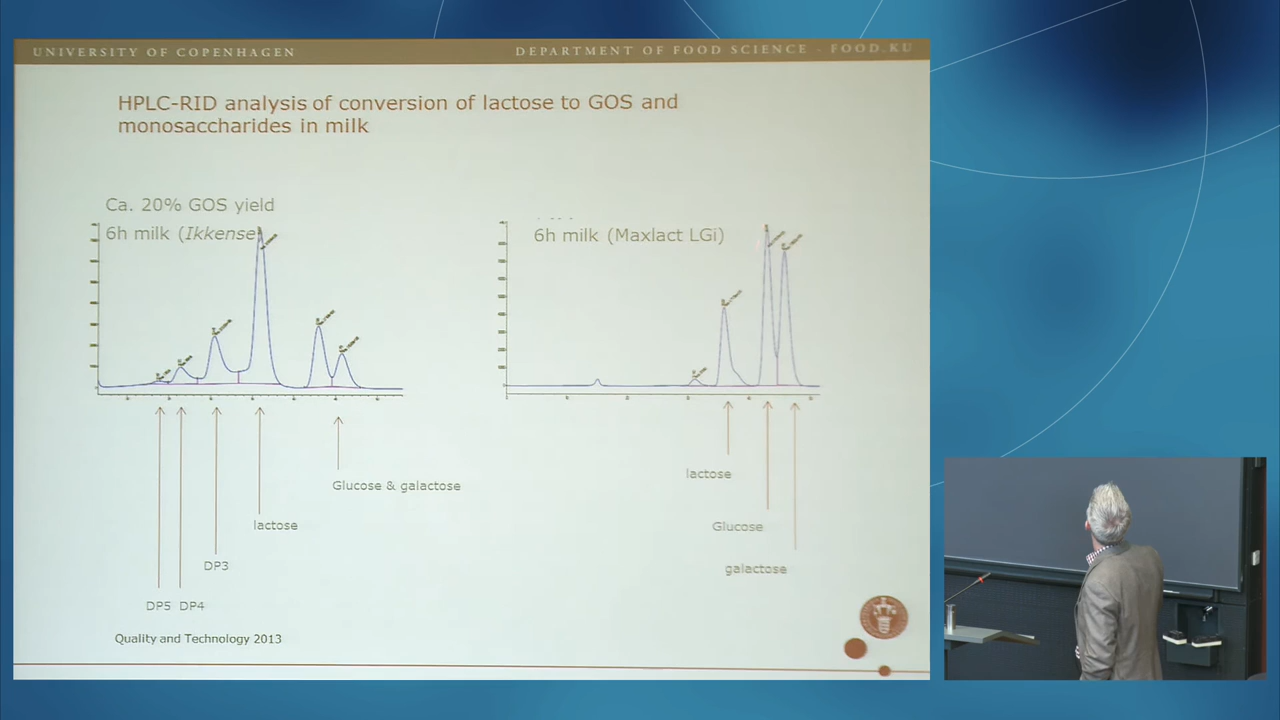 UNIVERSITY OF COPENHAGEN
DEPARTMENT OF FOOD SCIENCE - FOOD.KU
HPLC-RID analysis of conversion of lactose to GOS and
monosaccharides in milk
Ca. 20% GOS yield
6h milk (Ikkense)
6h milk (Maxlact LGi)
Glucose & galactose
lactose
DP3
DP5 DP4
lactose
Glucose
galactose
Quality and Technology 2013